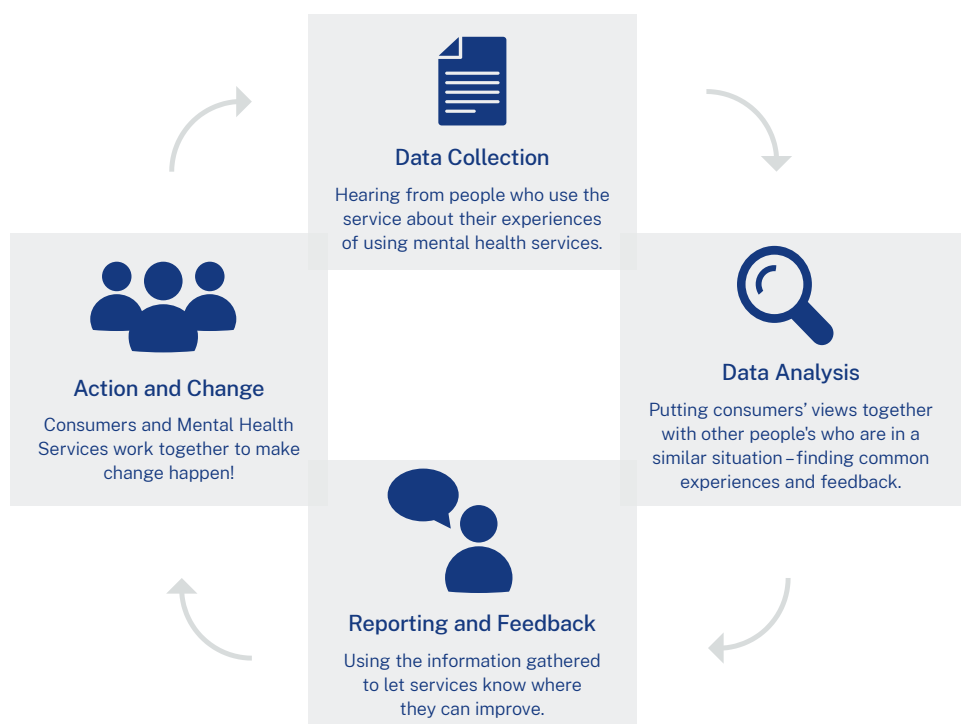 Data Collection
Hearing from people who use the
service about their experiences
of using mental health services.
Data Analysis
Putting consumers’ views together
with other people's who are in a
similar situation – finding common
experiences and feedback.
Reporting and Feedback
Using the information gathered
to let services know where
they can improve.
Action and Change
Consumers and Mental Health
Services work together to make
change happen!